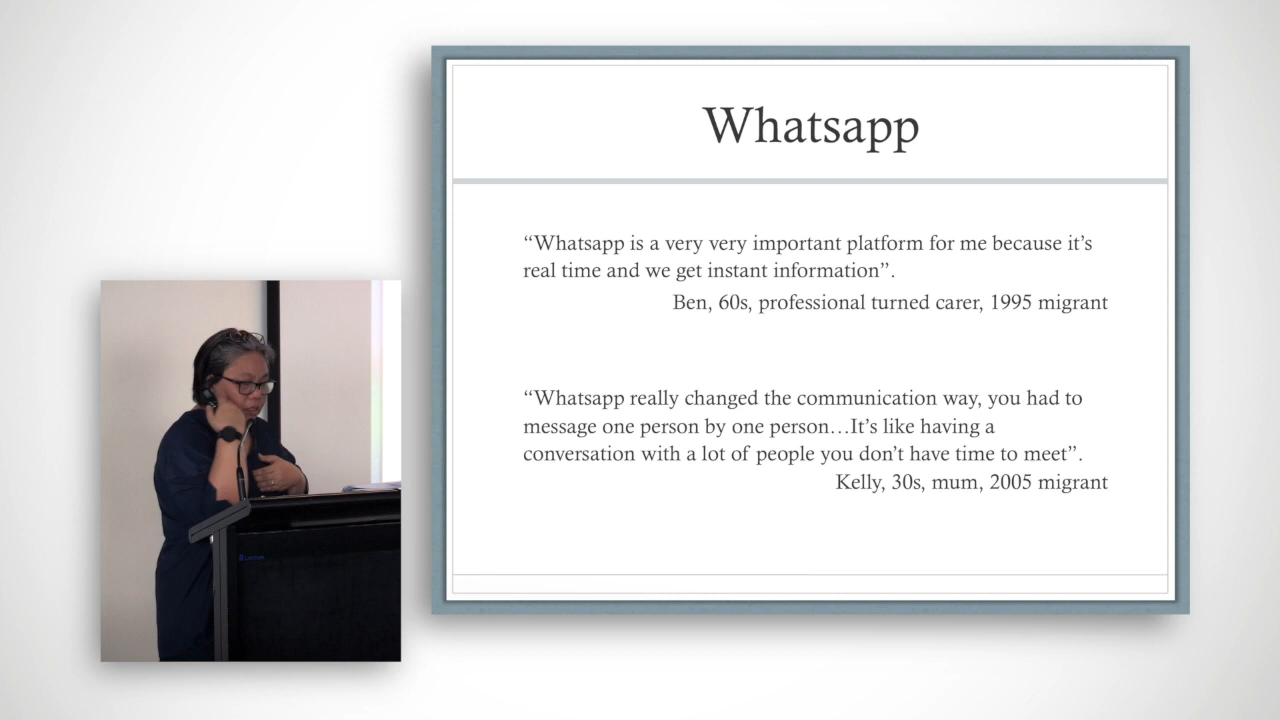 Whatsapp
“Whatsapp is a very very important platform for me because it’s
real time and we get instant information”.
Ben, 60s, professional turned carer, 1995 migrant
“Whatsapp really changed the communication way, you had to
message one person by one person…It’s like having a
conversation with a lot of people you don’t have time to meet”.
Kelly, 30s, mum, 2005 migrant